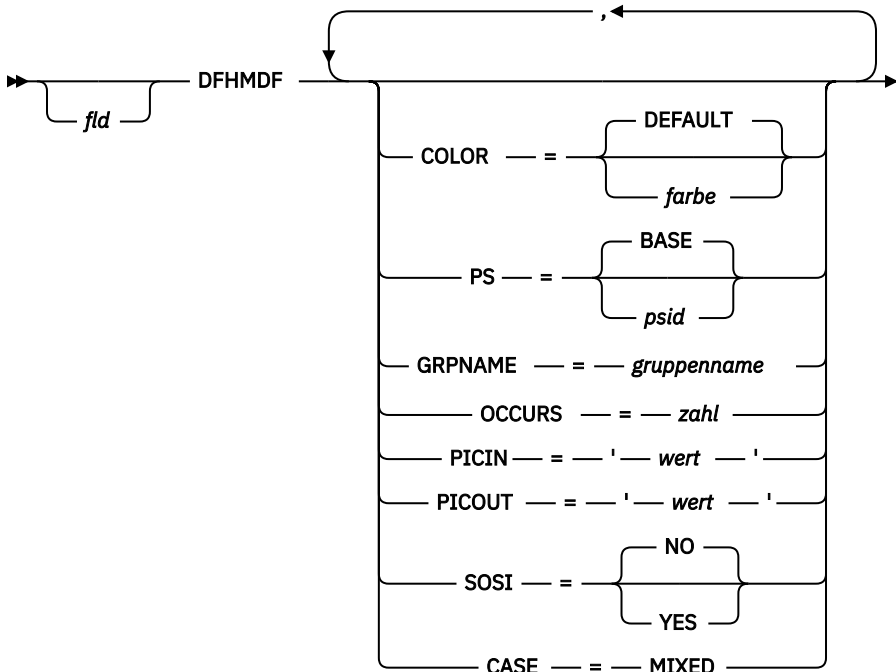 ,
DFHMDF
fld
DEFAULT
COLOR =
farbe
BASE
PS =
psid
GRPNAME = gruppenname
OCCURS = zahl
PICIN = ' wert '
PICOUT = ' wert '
NO
SOSI =
YES
CASE = MIXED